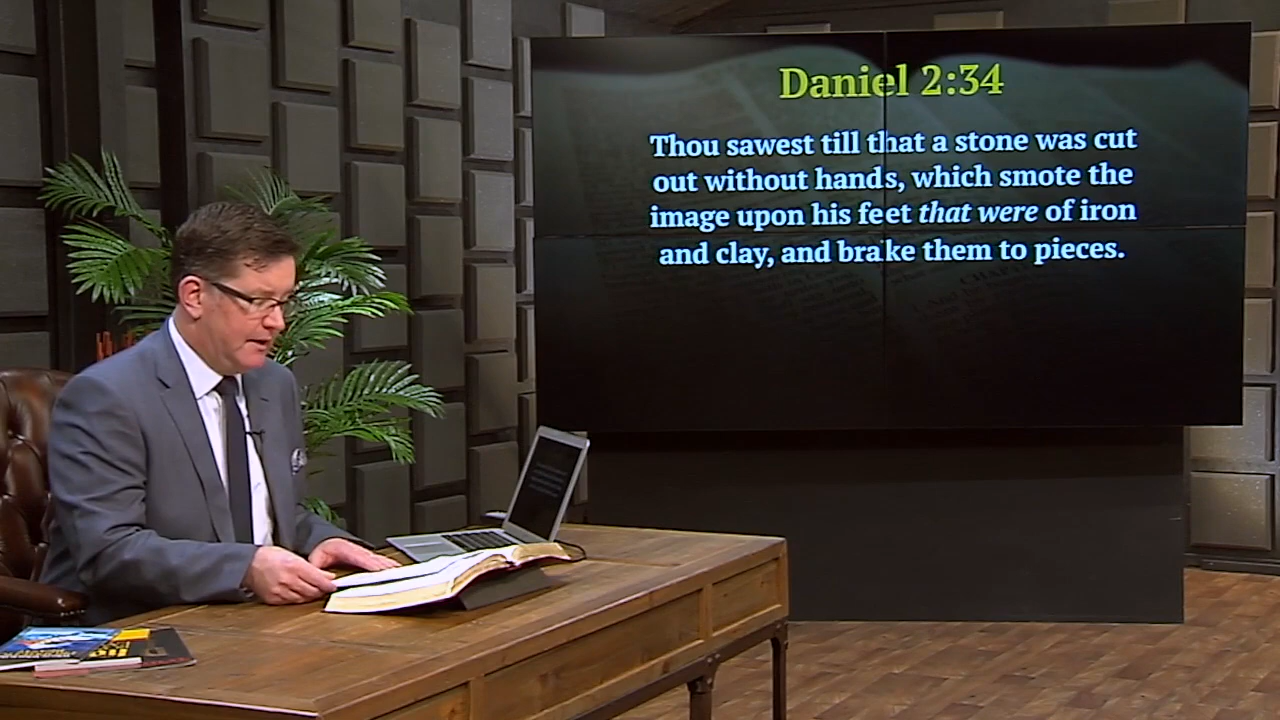 Daniel 2:34
Thou sawest till that a stone was cut
out without hands, which smote the
image upon his feet that were of iron
and clay, and brake them to pieces.